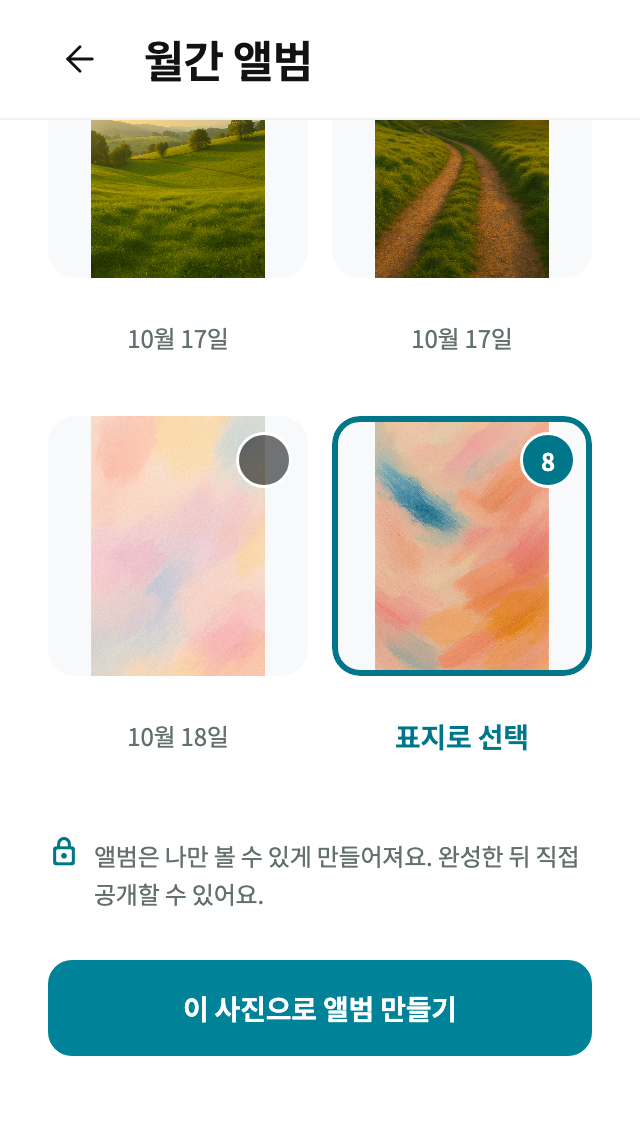 월간 앨범
10월 17일
10월 17일
8
10월 18일
표지로 선택
앨범은 나만 볼 수 있게 만들어져요. 완성한 뒤 직접
공개할 수 있어요.
이 사진으로 앨범 만들기